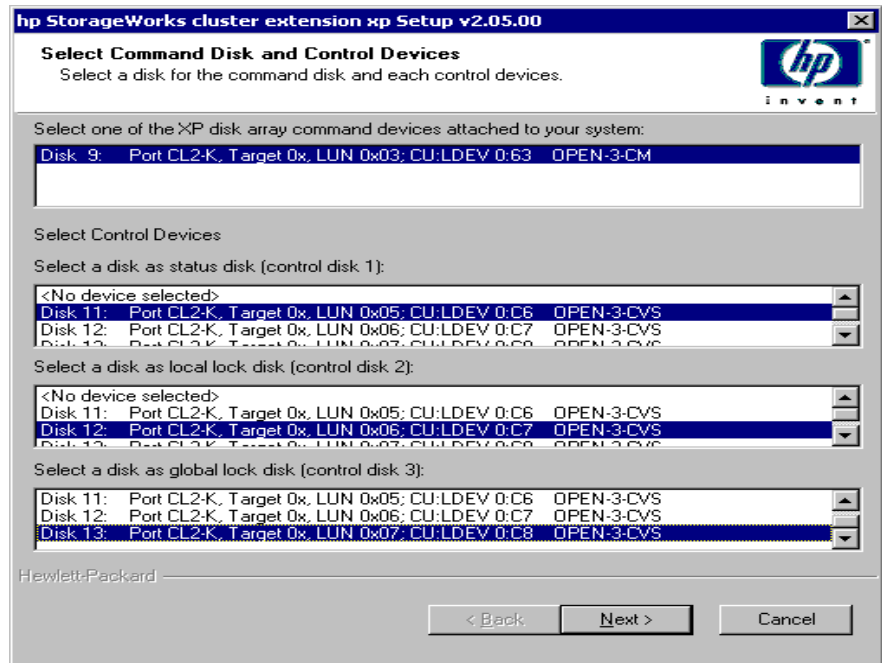 hp StorageWorks cluster extension xp Setup v2.05.00
Select Command Disk and Control Devices
Select a disk for the command disk and each control devices.
hp
invent
Select one of the XP disk array command devices attached to your system:
Disk 9: Port CL2-K, Target 0x, LUN 0x03; CU:LDEV 0:63 OPEN-3-CM
Select Control Devices
Select a disk as status disk (control disk 1):
<No device selected>
Disk 11: Port CL2-K, Target 0x, LUN 0x05; CU:LDEV 0:C6 OPEN-3-CVS
Disk 12: Port CL2-K, Target 0x, LUN 0x06; CU:LDEV 0:C7 OPEN-3-CVS
Select a disk as local lock disk (control disk 2):
<No device selected>
Disk 11: Port CL2-K, Target 0x, LUN 0x05; CU:LDEV 0:C6 OPEN-3-CVS
Disk 12: Port CL2-K, Target 0x, LUN 0x06; CU:LDEV 0:C7 OPEN-3-CVS
Select a disk as global lock disk (control disk 3):
Disk 11: Port CL2-K, Target 0x, LUN 0x05; CU:LDEV 0:C6 OPEN-3-CVS
Disk 12: Port CL2-K, Target 0x, LUN 0x06; CU:LDEV 0:C7 OPEN-3-CVS
Disk 13: Port CL2-K, Target 0x, LUN 0x07; CU:LDEV 0:C8 OPEN-3-CVS
Hewlett-Packard
< Back
Next >
Cancel